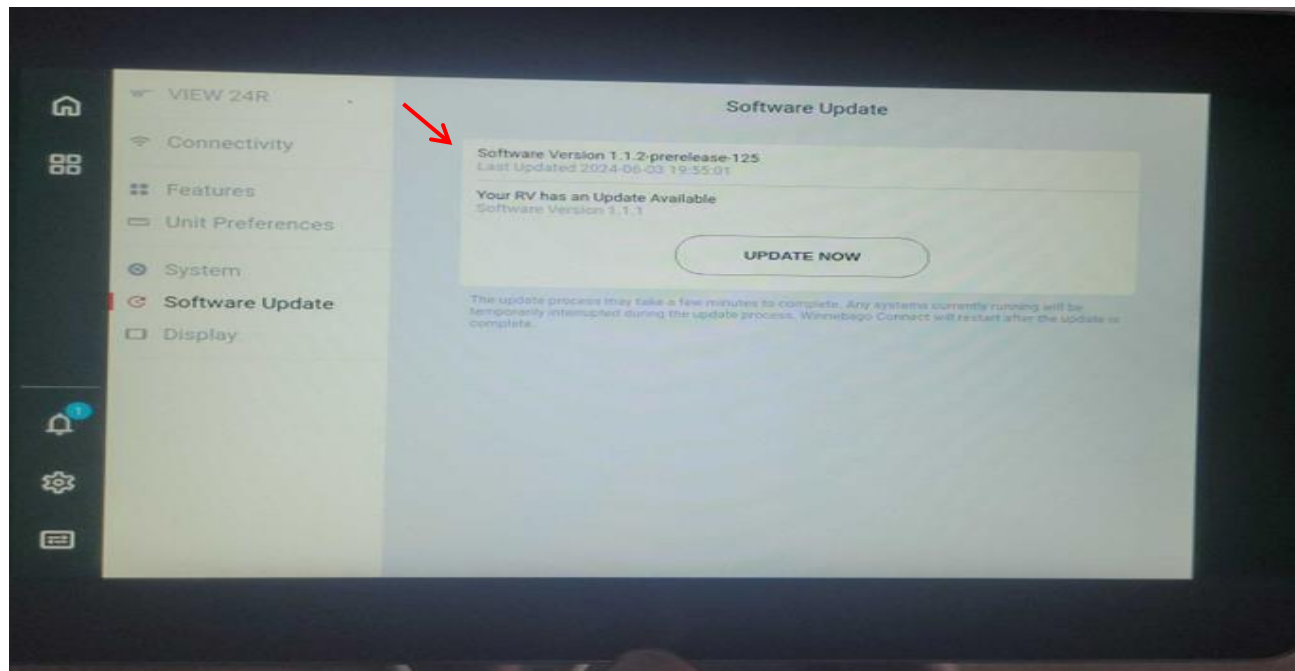 VIEW 24R
Connectivity
Features
Unit Preferences
System
Software Update
Display
1
Software Update
Software Version 1.1.2-prerelease-125
Last Updated 2024-06-03 19:55:01
Your RV has an Update Available
Software Version 1.1.1
UPDATE NOW
The update process may take a few minutes to complete. Any systems currently running will be
temporarily interrupted during the update process. Winnebago Connect will restart after the update is
complete.